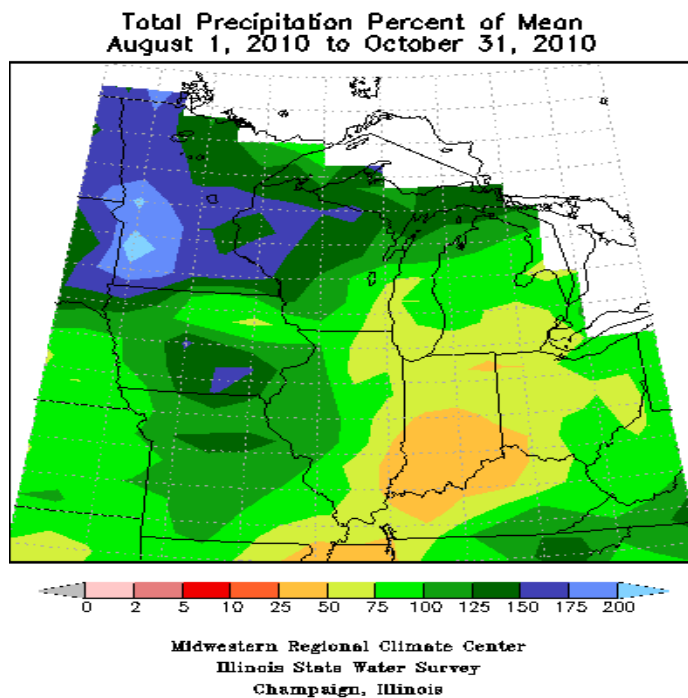 Total Precipitation Percent of Mean
August 1, 2010 to October 31, 2010
0 2 5 10 25 50 75 100 125 150 175 200
Midwestern Regional Climate Center
Illinois State Water Survey
Champaign, Illinois